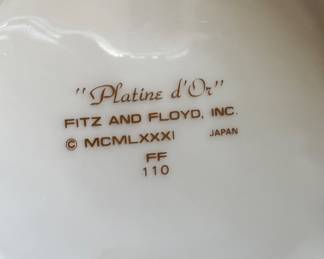 "Platine d'Or"
FITZ AND FLOYD, INC.
© MCMLXXXI JAPAN
FF
110